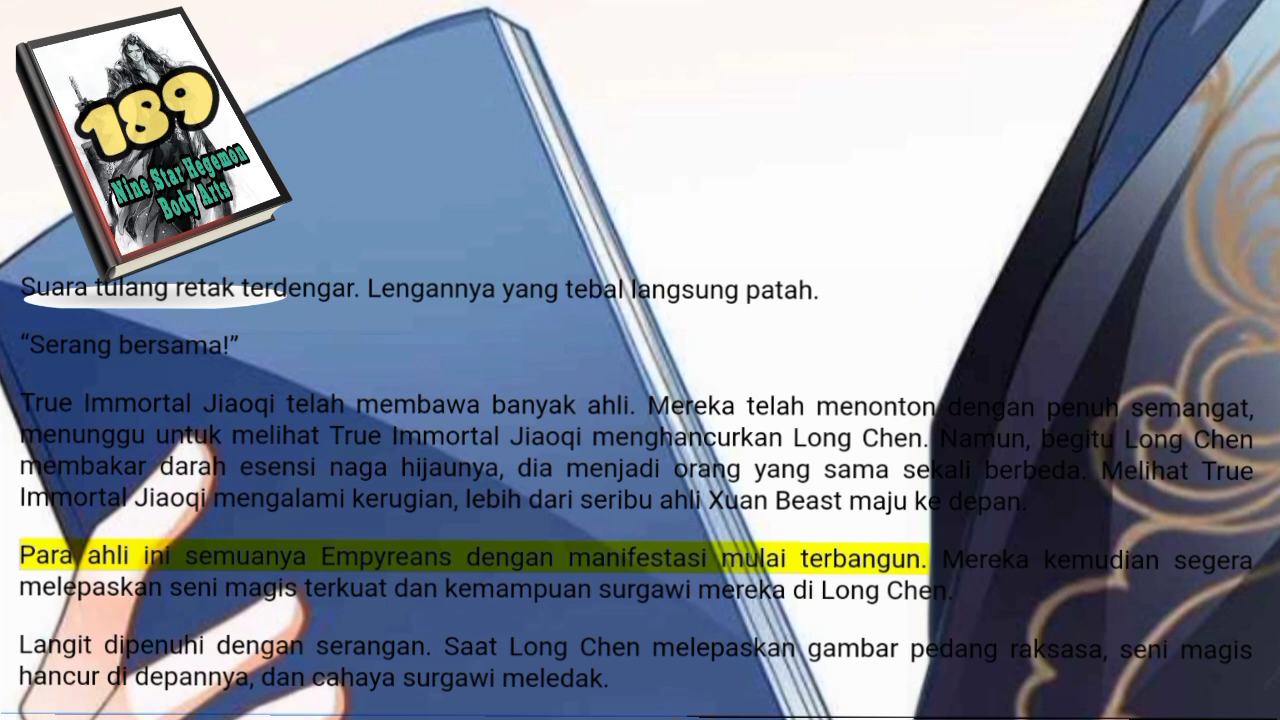 189
Nine Star Hegemon
Body Arts
Suara tulang retak terdengar. Lengannya yang tebal langsung patah.
“Serang bersama!”
True Immortal Jiaoqi telah membawa banyak ahli. Mereka telah menonton dengan penuh semangat,
menunggu untuk melihat True Immortal Jiaoqi menghancurkan Long Chen. Namun, begitu Long Chen
membakar darah esensi naga hijaunya, dia menjadi orang yang sama sekali berbeda. Melihat True
Immortal Jiaoqi mengalami kerugian, lebih dari seribu ahli Xuan Beast maju ke depan.
Para ahli ini semuanya Empyreans dengan manifestasi mulai terbangun. Mereka kemudian segera
melepaskan seni magis terkuat dan kemampuan surgawi mereka di Long Chen.
Langit dipenuhi dengan serangan. Saat Long Chen melepaskan gambar pedang raksasa, seni magis
hancur di depannya, dan cahaya surgawi meledak.